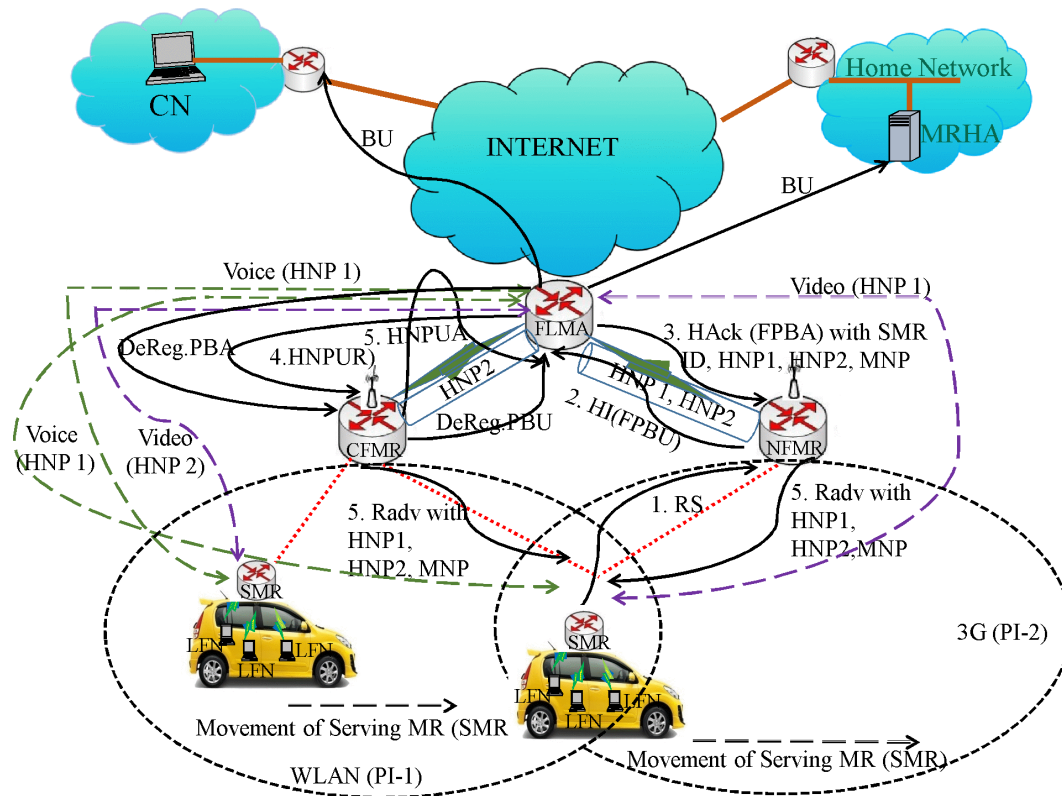 CN
Home Network
MRHA
INTERNET
BU
BU
Voice (HNP 1)
Video (HNP 1)
FLMA
DeReg.PBA
5. HNPUA
4.HNPUR)
3. HAck (FPBA) with SMR
ID, HNP1, HNP2, MNP
HNP2
HNP 1, HNP2
CFMR
DeReg.PBU
2. HI(FPBU)
NFMR
Voice
(HNP 1)
Video
(HNP 2)
1. RS
5. Radv with
HNP1,
HNP2, MNP
5. Radv with
HNP1,
HNP2,MNP
SMR
LFN
LFN
LFN
SMR
LFN
LFN
LFN
3G (PI-2)
Movement of Serving MR (SMR
Movement of Serving MR (SMR)
WLAN (PI-1)